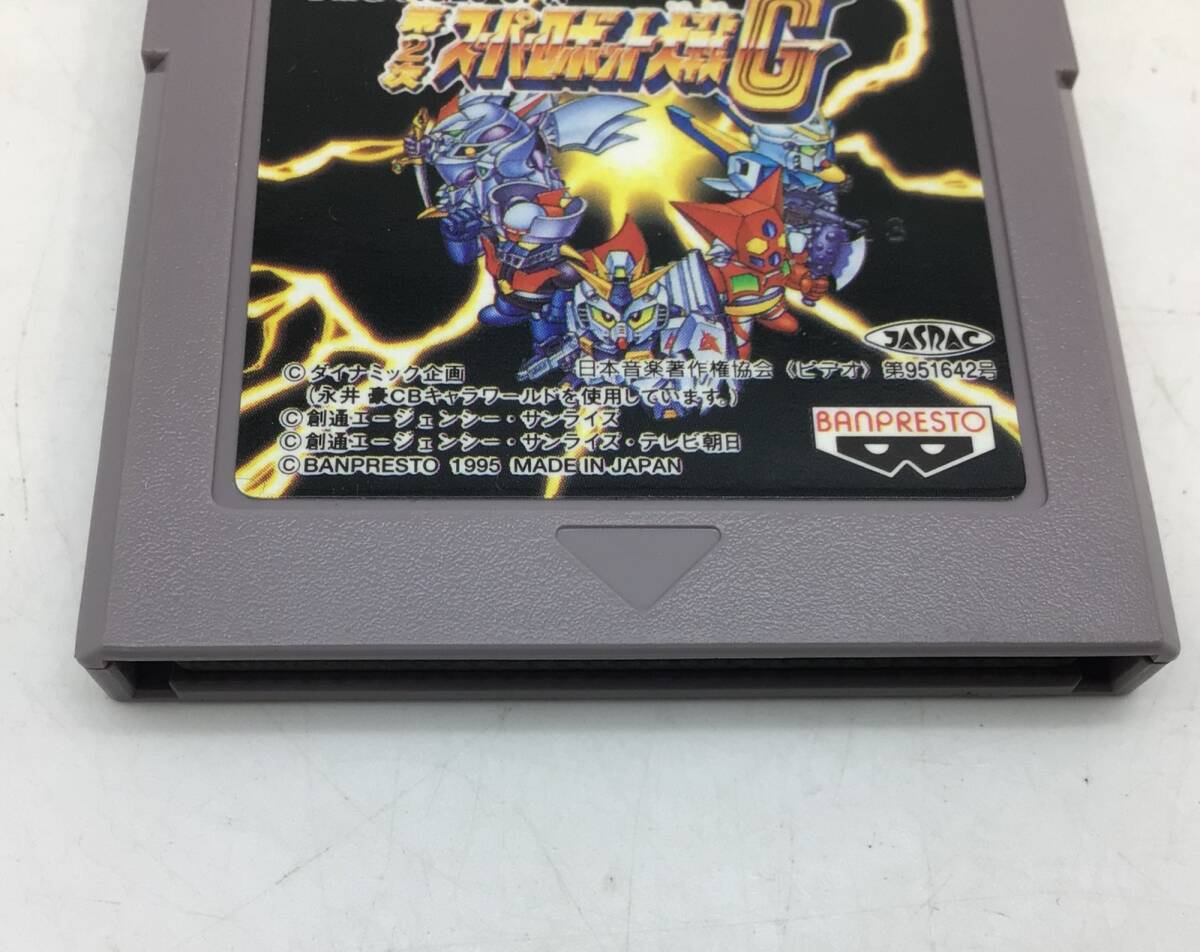 第2次
スーパーロボット大戦G
23
JASRAC
日本音楽著作権協会〈ビデオ〉第951642号
© ダイナミック企画
(永井 豪CBキャラワールドを使用しています。)
© 創通エージェンシー・サンライズ
© 創通エージェンシー・サンライズ・テレビ朝日
© BANPRESTO 1995 MADE IN JAPAN
BANPRESTO